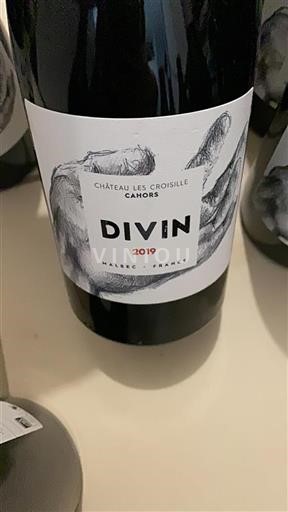 CHÂTEAU LES CROISILLE
CAHORS
DIVIN
2019
VINTOU
MALBEC - FRANCE